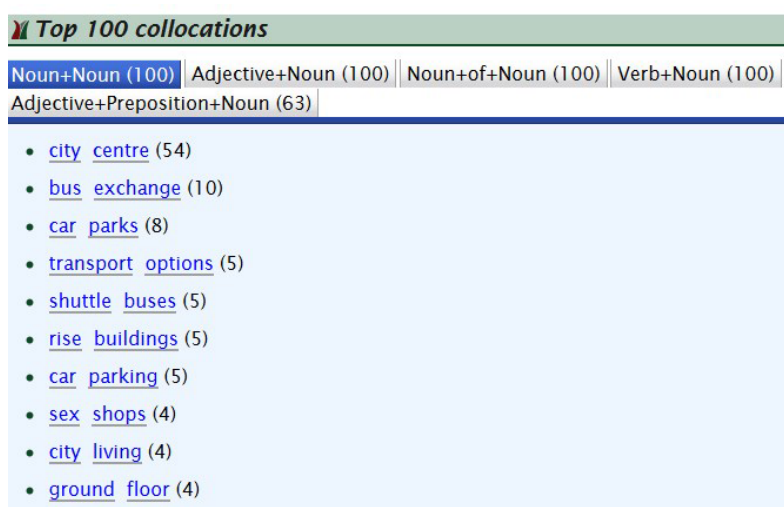 Top 100 collocations
Noun+Noun (100) Adjective+Noun (100) Noun+of+Noun (100) Verb+Noun (100)
Adjective+Preposition+Noun (63)
• city centre (54)
• bus exchange (10)
• car parks (8)
• transport options (5)
• shuttle buses (5)
• rise buildings (5)
• car parking (5)
• sex shops (4)
• city living (4)
• ground floor (4)